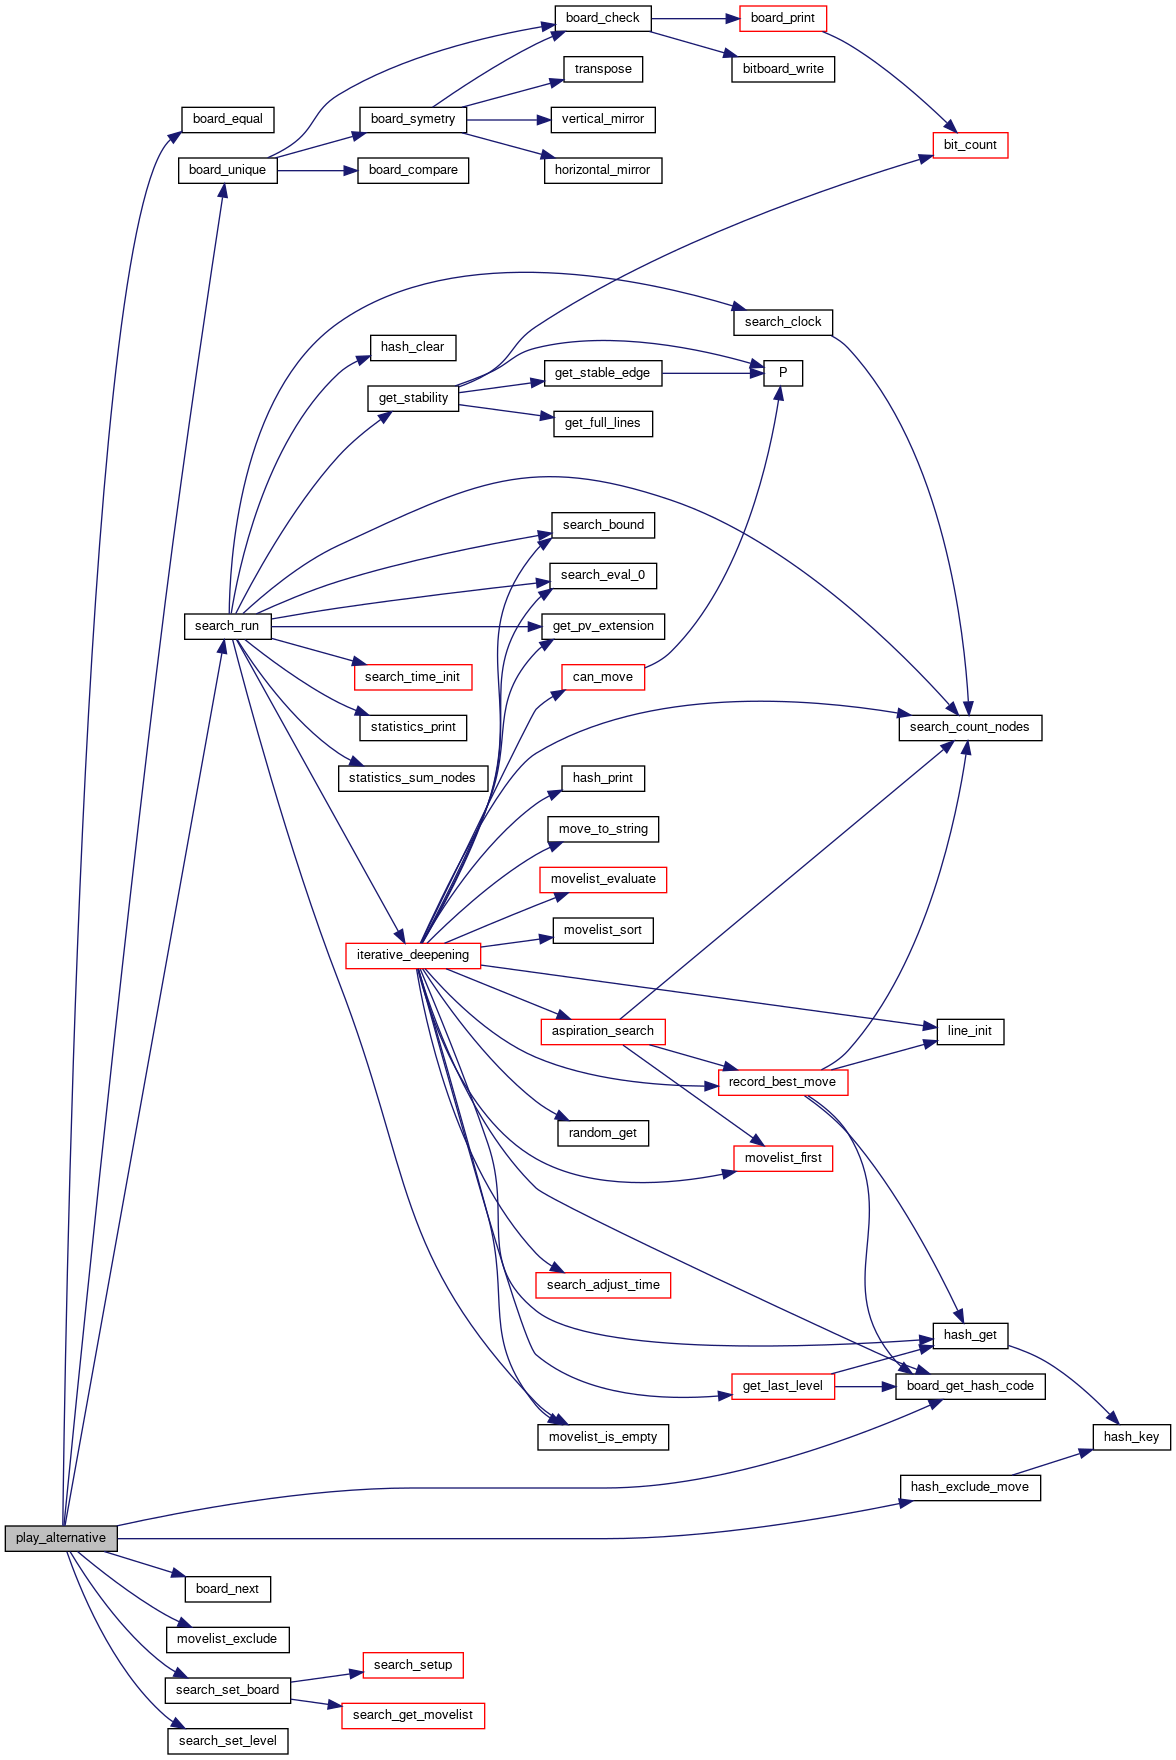 board_check
board_print
transpose
bitboard_write
board_equal
board_symetry
vertical_mirror
bit_count
board_unique
board_compare
horizontal_mirror
search_clock
hash_clear
get_stable_edge
P
get_stability
get_full_lines
search_bound
search_eval_0
search_run
get_pv_extension
search_time_init
can_move
statistics_print
search_count_nodes
statistics_sum_nodes
hash_print
move_to_string
movelist_evaluate
movelist_sort
iterative_deepening
aspiration_search
line_init
record_best_move
random_get
movelist_first
search_adjust_time
hash_get
get_last_level
board_get_hash_code
movelist_is_empty
hash_key
hash_exclude_move
play_alternative
board_next
movelist_exclude
search_setup
search_set_board
search_get_movelist
search_set_level